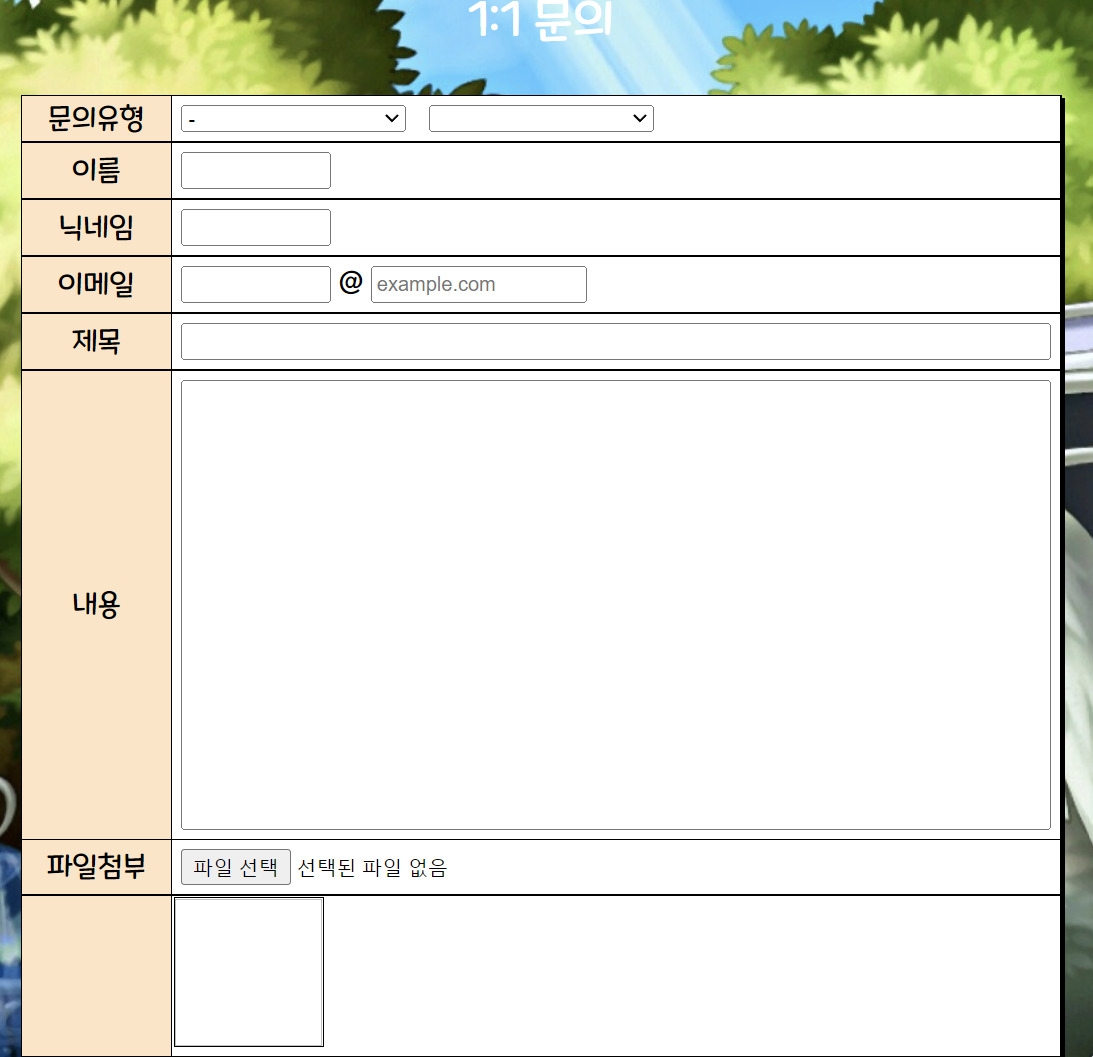 1:1 문의
문의유형 -
이름
닉네임
이메일 @ example.com
제목
내용
파일첨부 파일 선택 선택된 파일 없음